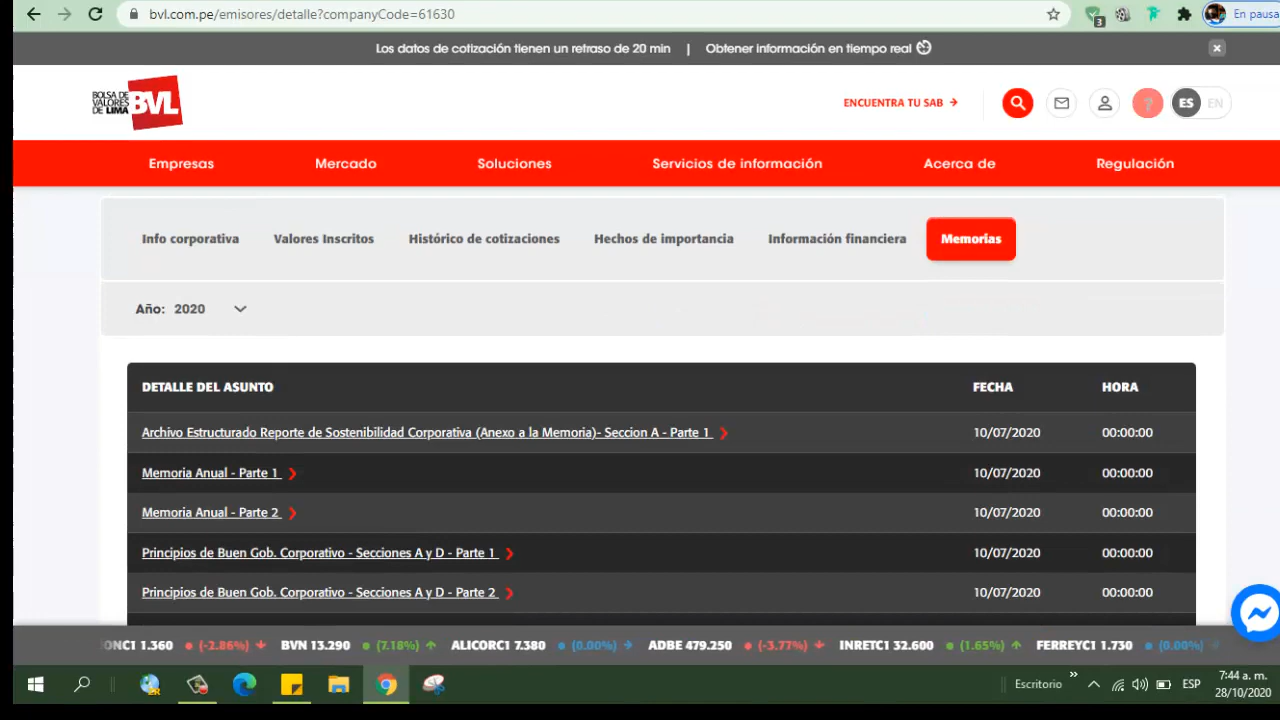 bvl.com.pe/emisores/detalle?companyCode=61630
3
En pausa
Los datos de cotización tienen un retraso de 20 min | Obtener información en tiempo real
BOLSA DE
VALORES
DE LIMA
BVL
ENCUENTRA TU SAB
ES EN
Empresas Mercado Soluciones Servicios de información Acerca de Regulación
Info corporativa Valores Inscritos Histórico de cotizaciones Hechos de importancia Información financiera Memorias
Año: 2020
DETALLE DEL ASUNTO FECHA HORA
Archivo Estructurado Reporte de Sostenibilidad Corporativa (Anexo a la Memoria)- Seccion A - Parte 1 10/07/2020 00:00:00
Memoria Anual - Parte 1 10/07/2020 00:00:00
Memoria Anual - Parte 2 10/07/2020 00:00:00
Principios de Buen Gob. Corporativo - Secciones A y D - Parte 1 10/07/2020 00:00:00
Principios de Buen Gob. Corporativo - Secciones A y D - Parte 2 10/07/2020 00:00:00
ONC1 1.360 (-2.86%) BVN 13.290 (7.18%) ALICORC1 7.380 (0.00%) ADBE 479.250 (-3.77%) INRETC1 32.600 (1.65%) FERREYC1 1.730 (0.00%)
Escritorio » ESP 7:44 a. m.
28/10/2020